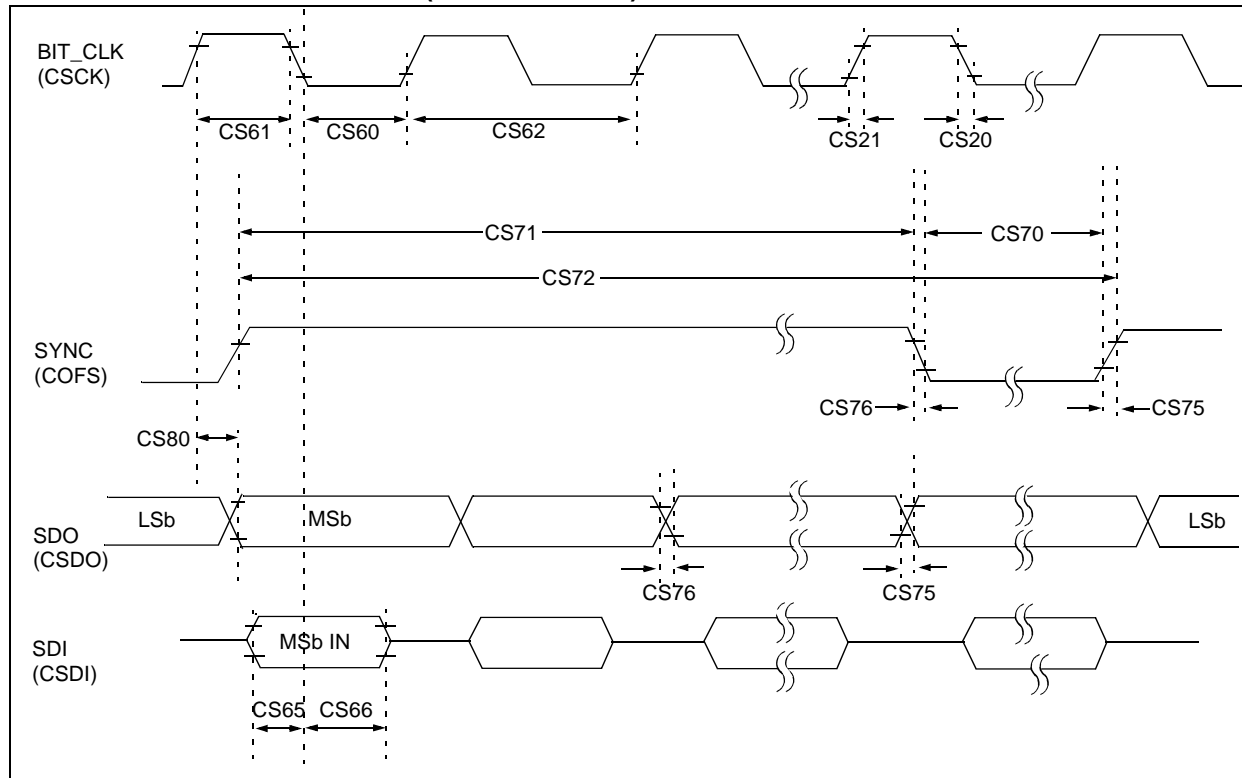 BIT_CLK
(CSCK)
CS61
CS60
CS62
CS21
CS20
CS71
CS70
CS72
SYNC
(COFS)
CS76
CS75
CS80
LSb
MSb
LSb
SDO
(CSDO)
CS76
CS75
MSb IN
SDI
(CSDI)
CS65
CS66